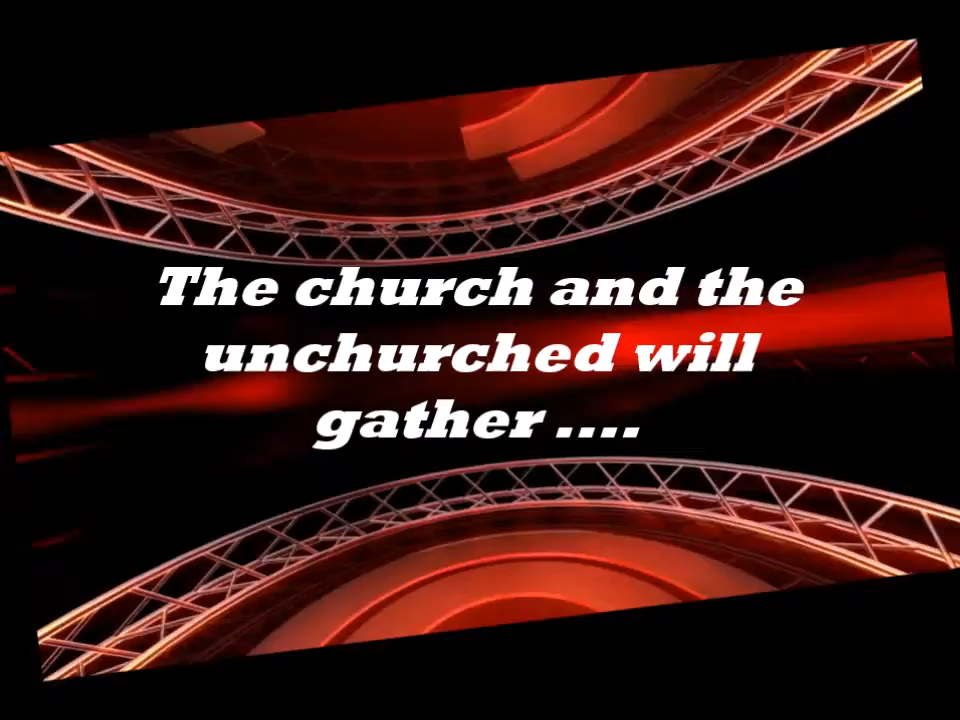 The church and the
unchurched will
gather ....